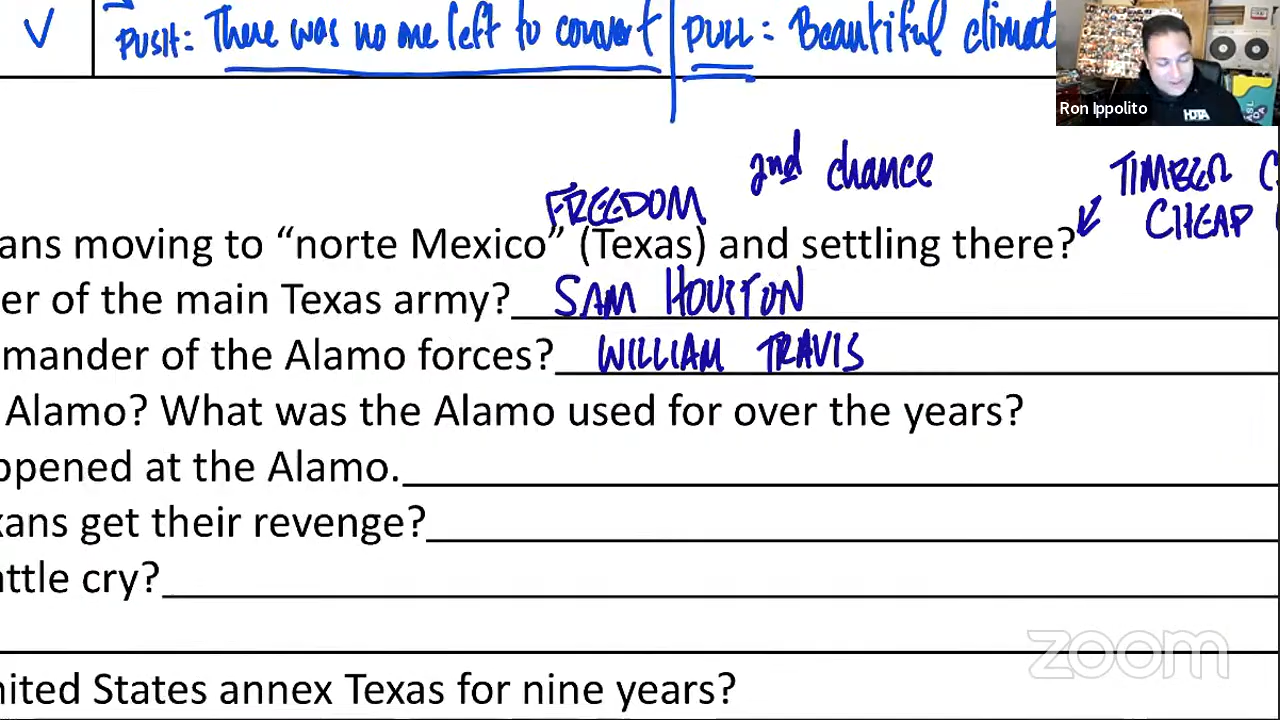 V PUSH: There was no one left to convert PULL: Beautiful climat
Ron Ippolito
HDTA
2nd chance
TIMBER C
FREEDOM
CHEAP
ans moving to “norte Mexico” (Texas) and settling there?
er of the main Texas army? SAM HOUSTON
mander of the Alamo forces? WILLIAM TRAVIS
Alamo? What was the Alamo used for over the years?
ppened at the Alamo.
xans get their revenge?
attle cry?
zoom
nited States annex Texas for nine years?